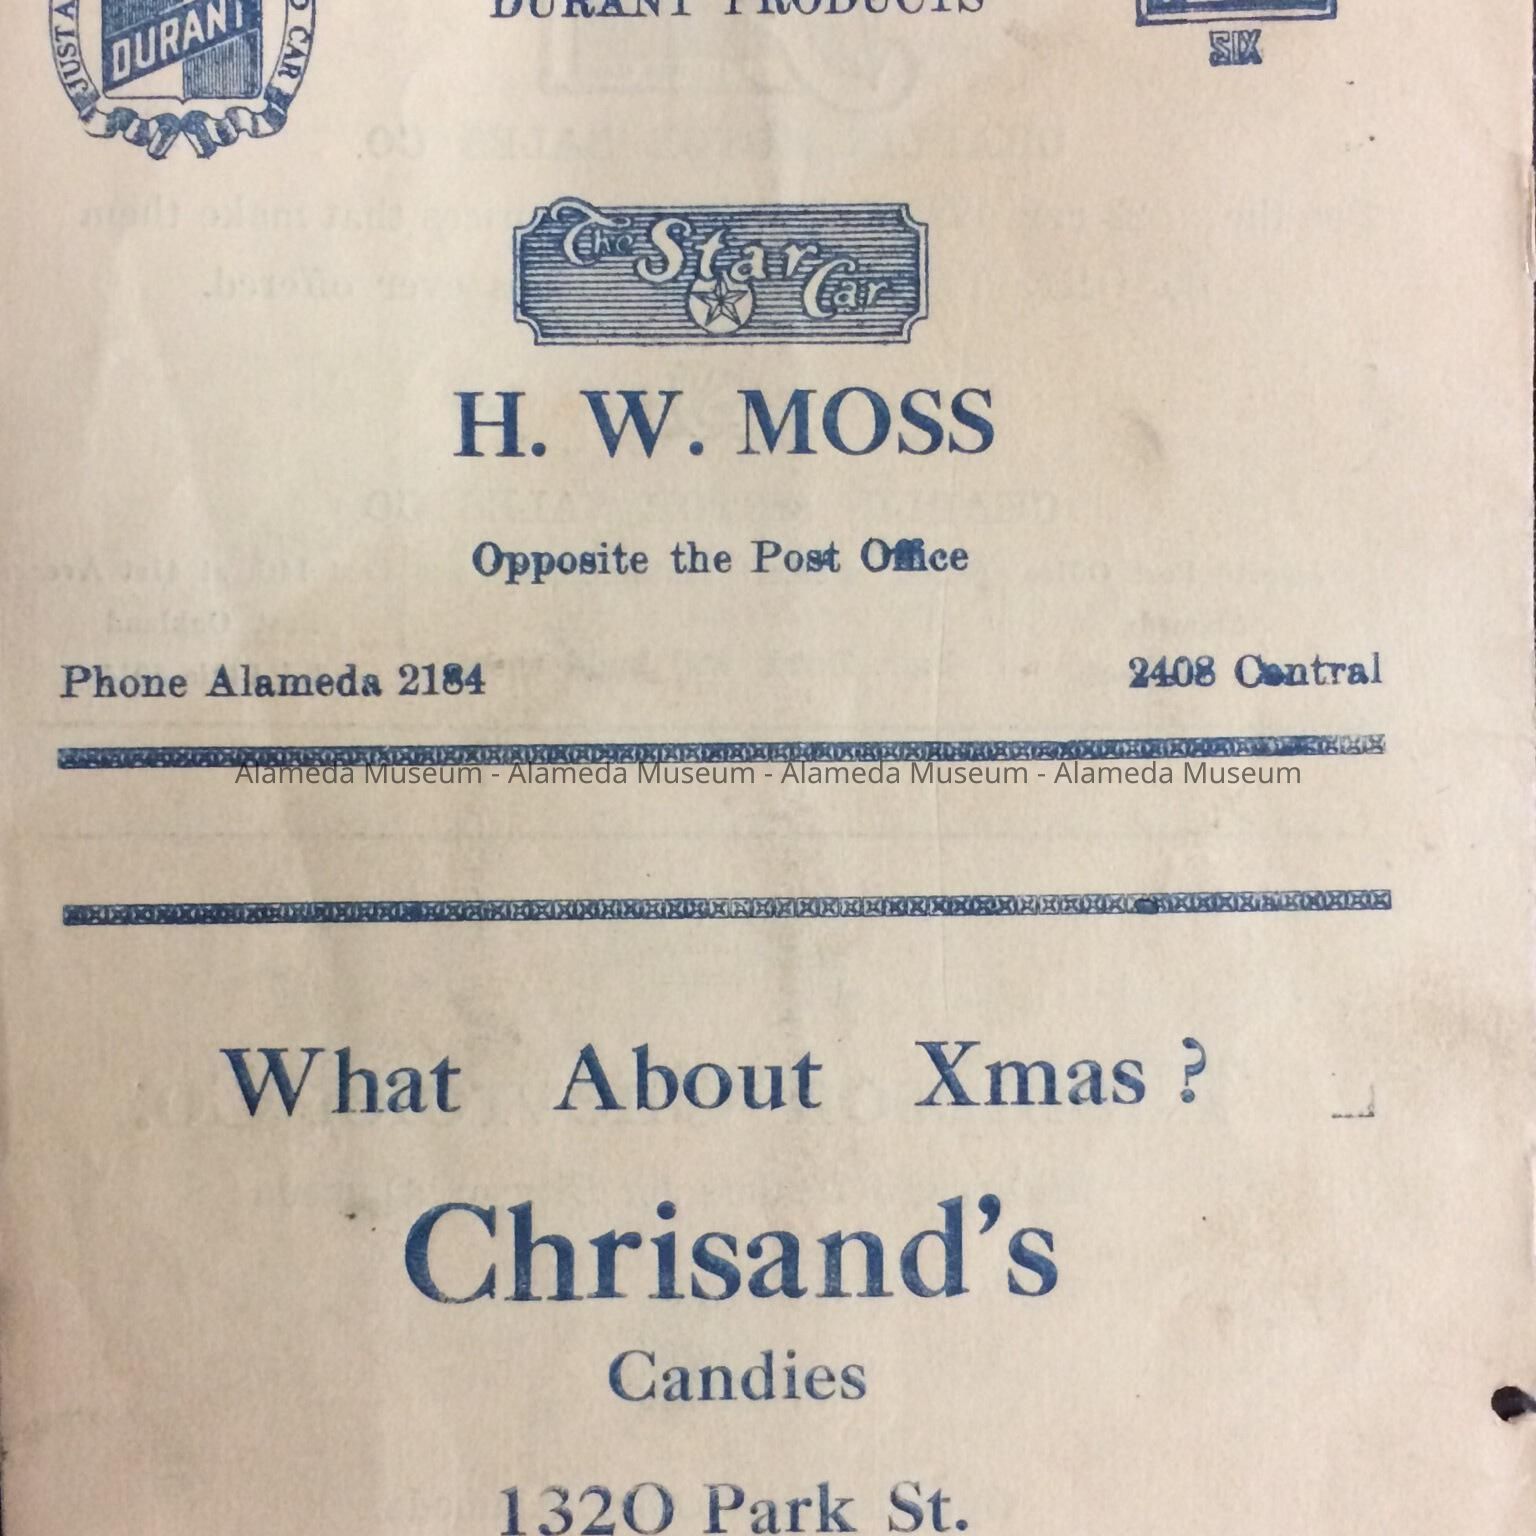 DURANT PRODUCTS
JUST A
CAR
DURANT
SIX
The Star Car
H. W. MOSS
Opposite the Post Office
Phone Alameda 2184
2408 Central
Alameda Museum - Alameda Museum - Alameda Museum - Alameda Museum
What About Xmas?
Chrisand's
Candies
1320 Park St.